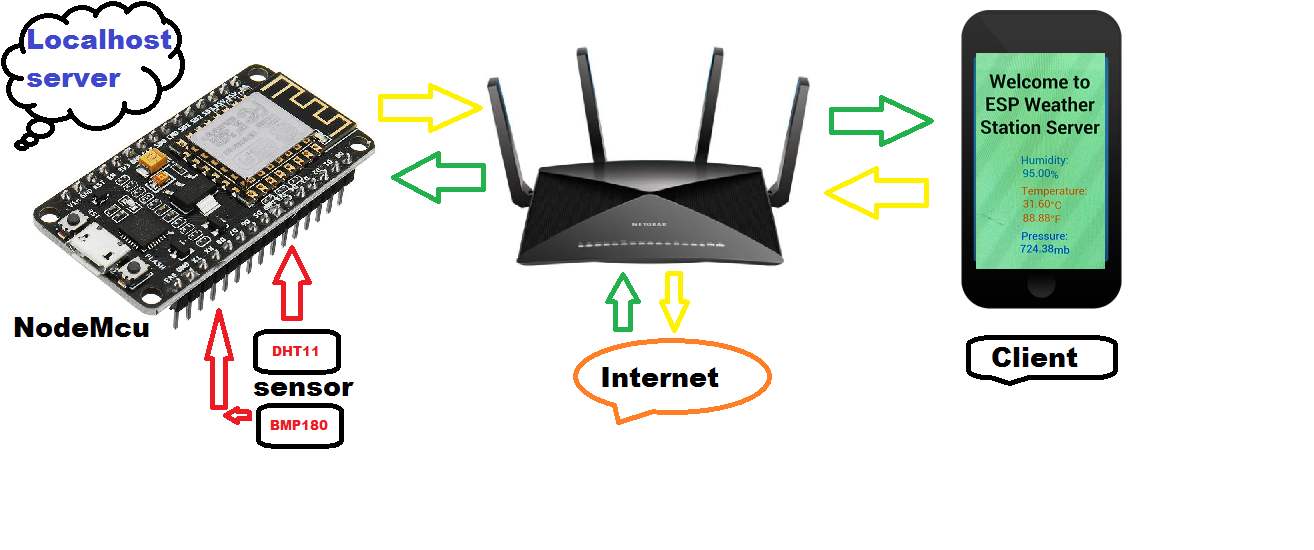 Localhost
server
NodeMcu
DHT11
sensor
BMP180
NETGEAR
Internet
Welcome to
ESP Weather
Station Server
Humidity:
95.00%
Temperature:
31.60°C
88.88°F
Pressure:
724.38mb
Client